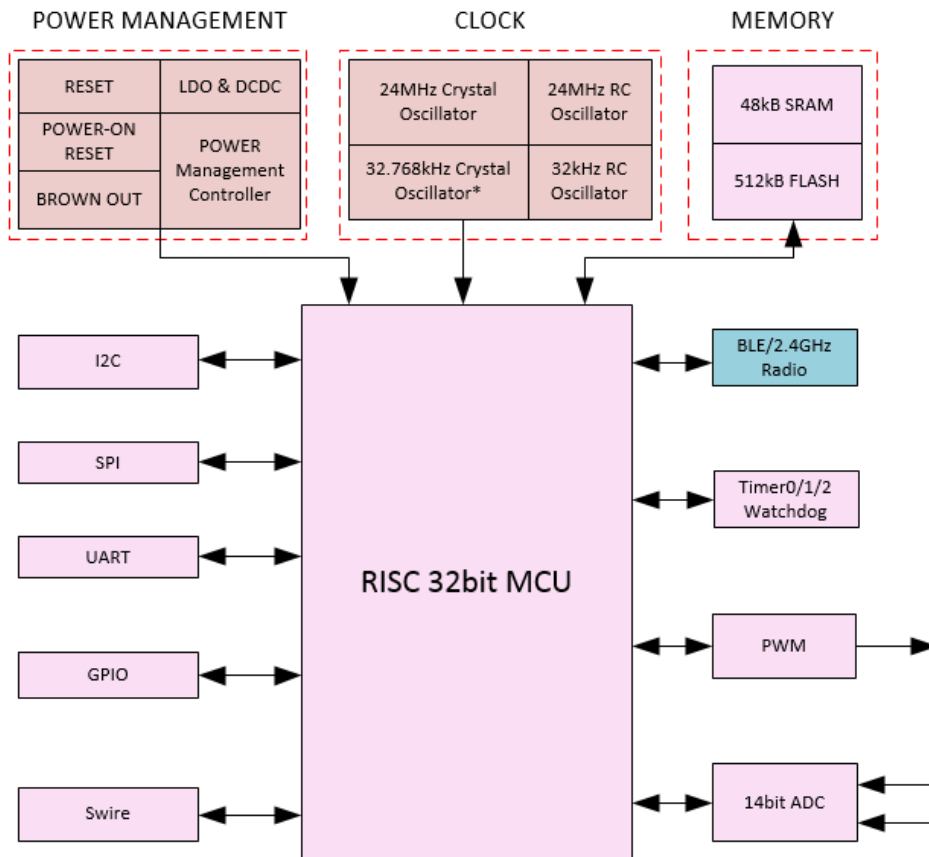 POWER MANAGEMENT
CLOCK
MEMORY
RESET
LDO & DCDC
POWER-ON
RESET
POWER
Management
Controller
BROWN OUT
24MHz Crystal
Oscillator
24MHz RC
Oscillator
32.768kHz Crystal
Oscillator*
32kHz RC
Oscillator
48kB SRAM
512kB FLASH
I2C
SPI
UART
GPIO
Swire
RISC 32bit MCU
BLE/2.4GHz
Radio
Timer0/1/2
Watchdog
PWM
14bit ADC